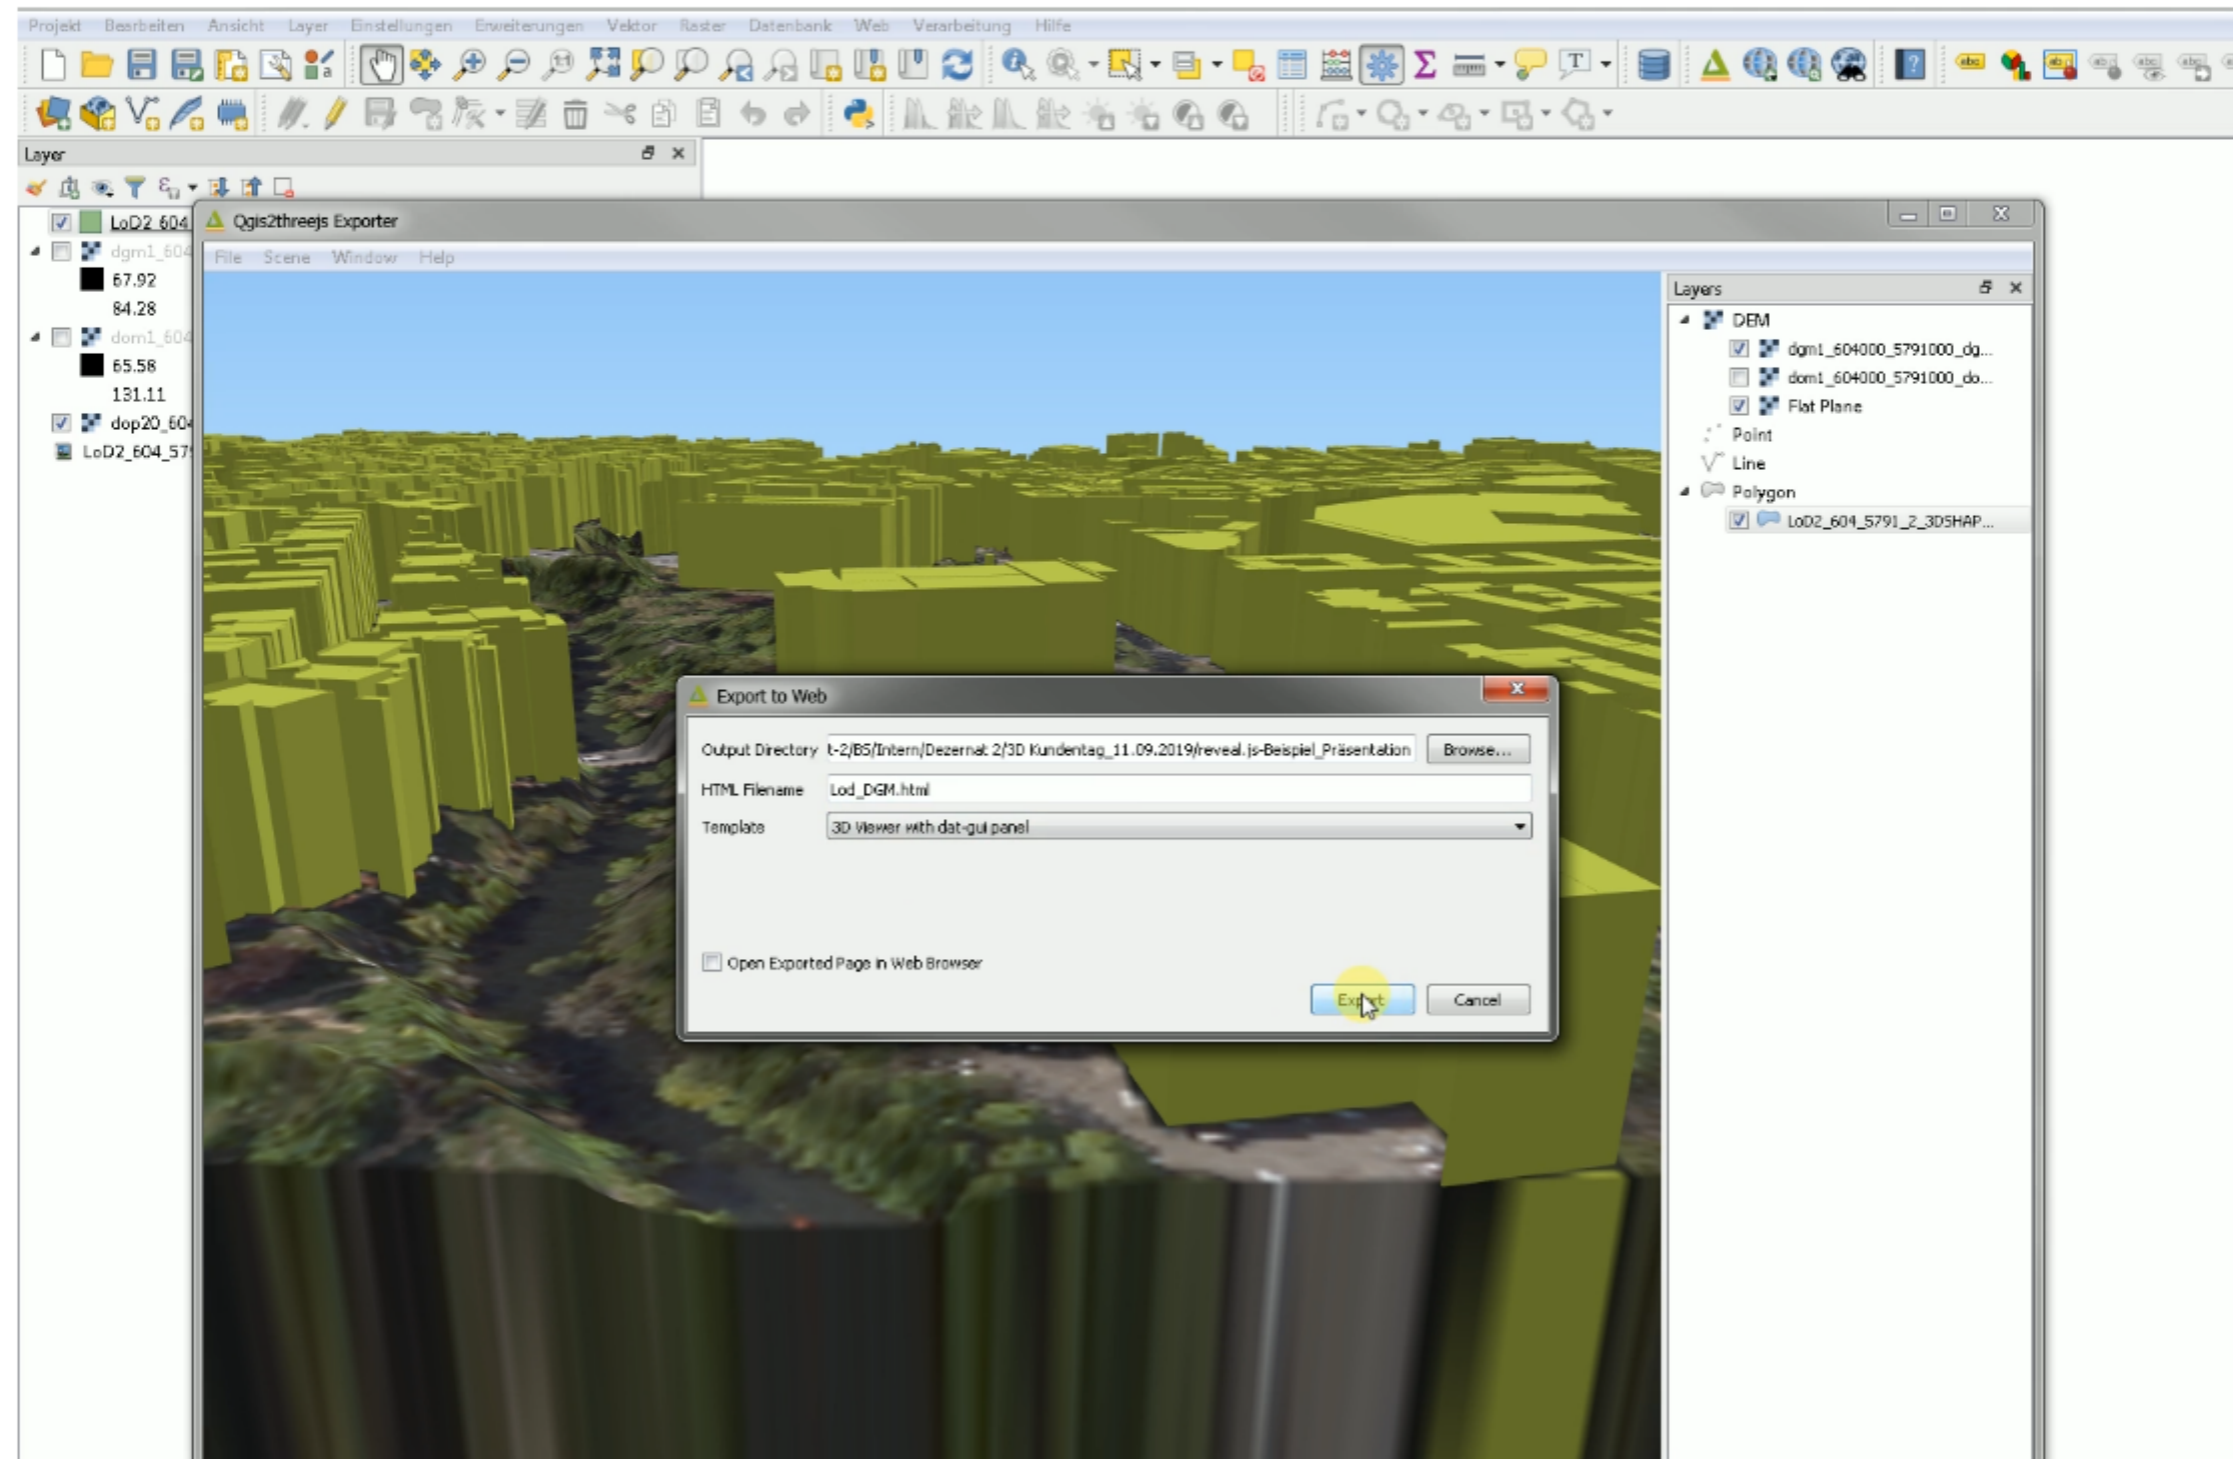 Projekt Bearbeiten Ansicht Layer Einstellungen Erweiterungen Vektor Raster Datenbank Web Verarbeitung Hilfe
Layer
LoD2_604
dgm1_604
67.92
84.28
dom1_604
65.58
131.11
dop20_604
LoD2_604_579
Qgis2threejs Exporter
File Scene Window Help
Layers
DEM
dgm1_604000_5791000_dg...
dom1_604000_5791000_do...
Flat Plane
Point
Line
Polygon
LoD2_604_5791_2_3DSHAP...
Export to Web
Output Directory t-2/BS/Intern/Dezernat 2/3D Kundentag_11.09.2019/reveal.js-Beispiel_Präsentation Browse...
HTML Filename Lod_DGM.html
Template 3D Viewer with dat-gui panel
Open Exported Page in Web Browser
Export Cancel